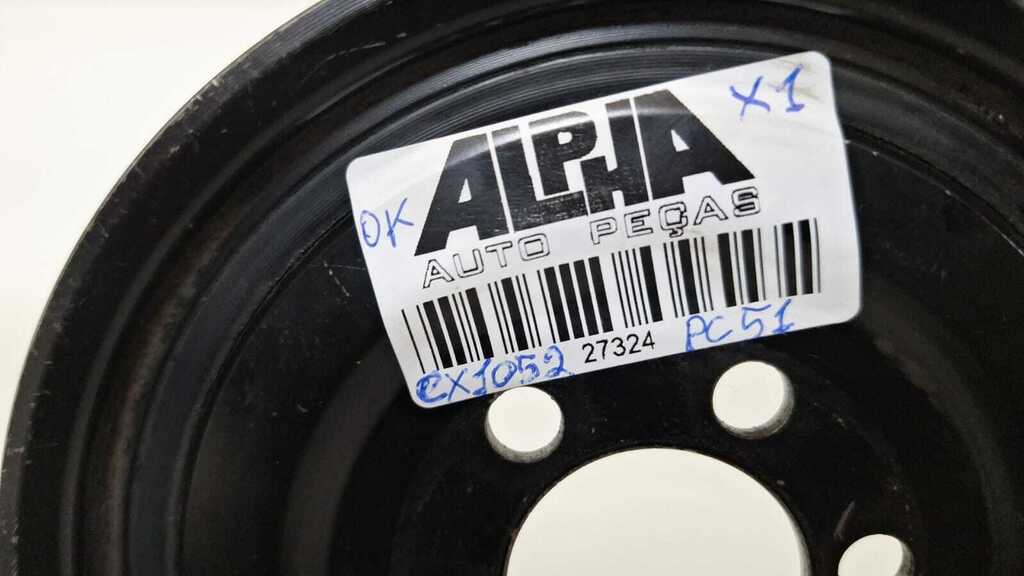 X1
OK
ALPHA
AUTO PEÇAS
CX1052 27324 PC51